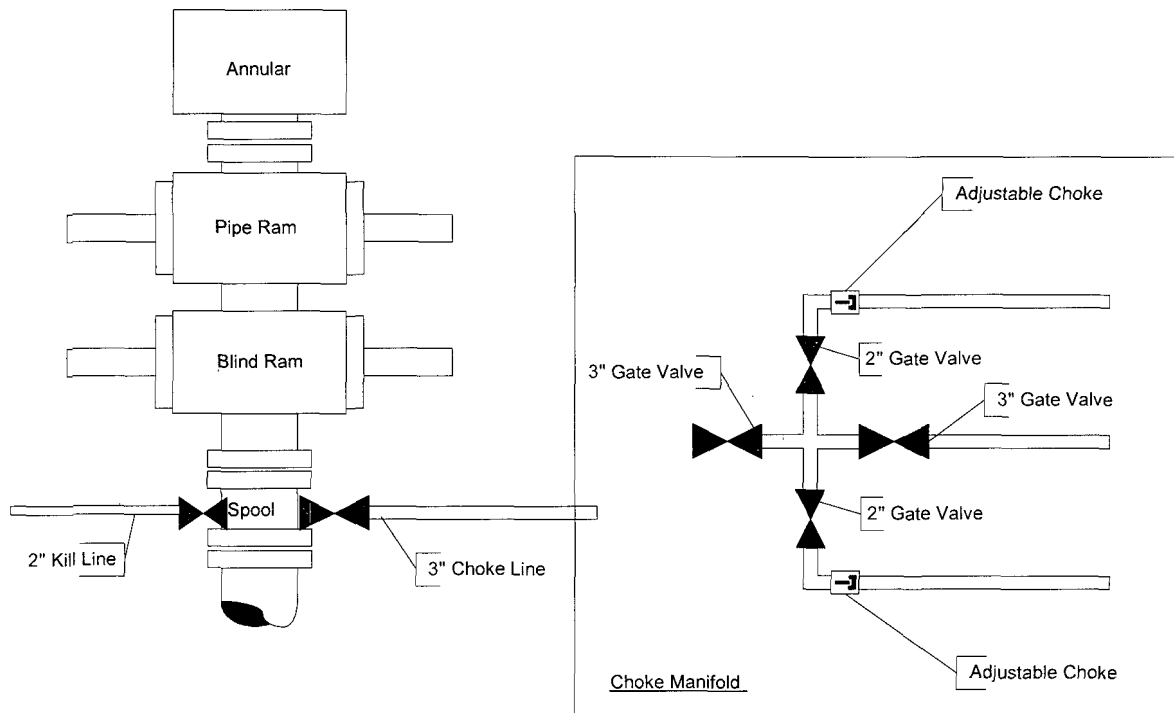 Annular
Pipe Ram
Blind Ram
Spool
2" Kill Line
3" Choke Line
Adjustable Choke
2" Gate Valve
3" Gate Valve
3" Gate Valve
2" Gate Valve
Adjustable Choke
Choke Manifold